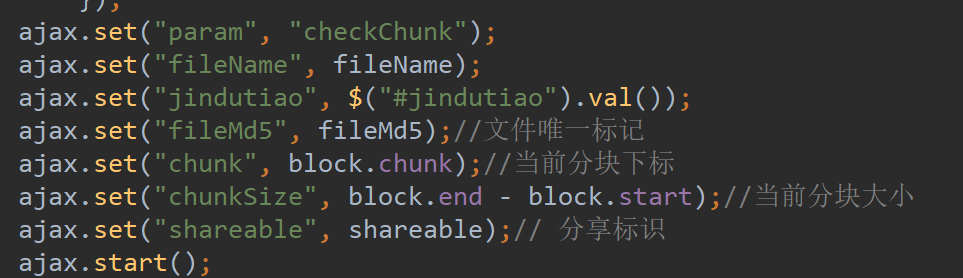 });
ajax.set("param", "checkChunk");
ajax.set("fileName", fileName);
ajax.set("jindutiao", $("#jindutiao").val());
ajax.set("fileMd5", fileMd5);//文件唯一标记
ajax.set("chunk", block.chunk);//当前分块下标
ajax.set("chunkSize", block.end - block.start);//当前分块大小
ajax.set("shareable", shareable);// 分享标识
ajax.start();